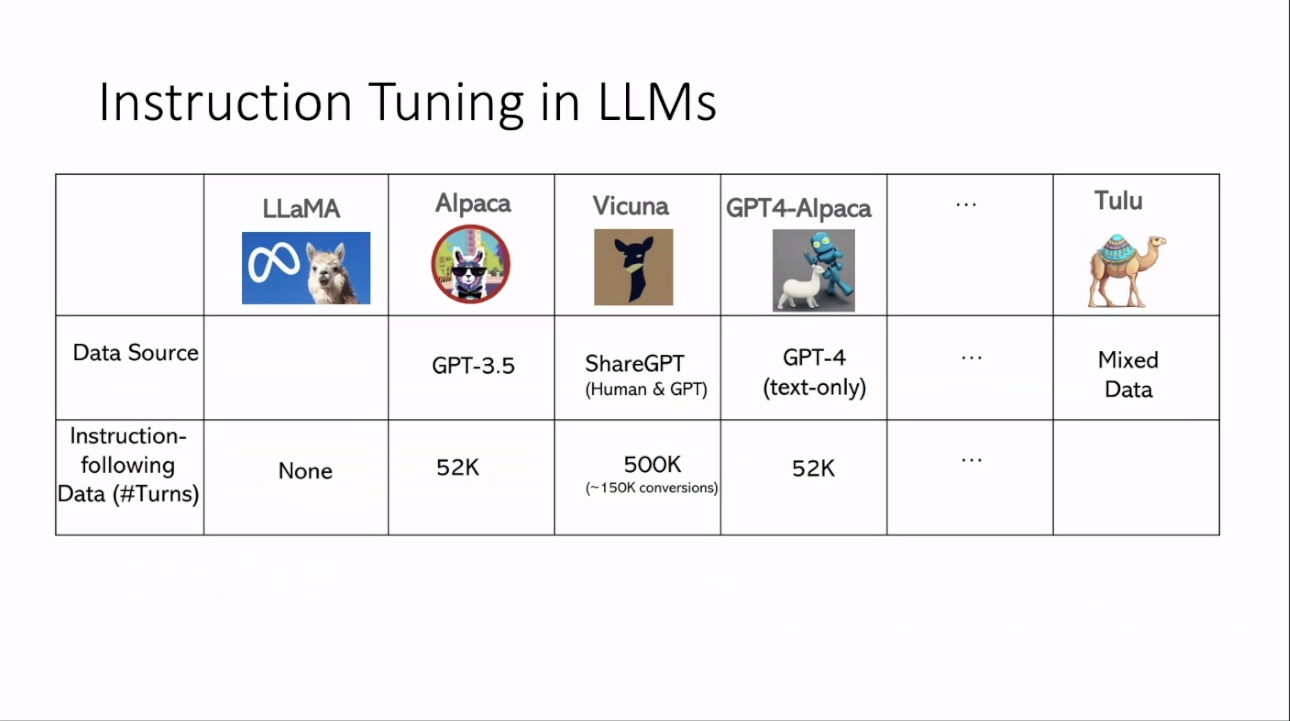 Instruction Tuning in LLMs
LLaMA
Alpaca
Vicuna
GPT4-Alpaca
...
Tulu
Data Source
GPT-3.5
ShareGPT
(Human & GPT)
GPT-4
(text-only)
...
Mixed
Data
Instruction-
following
Data (#Turns)
None
52K
500K
(~150K conversions)
52K
...